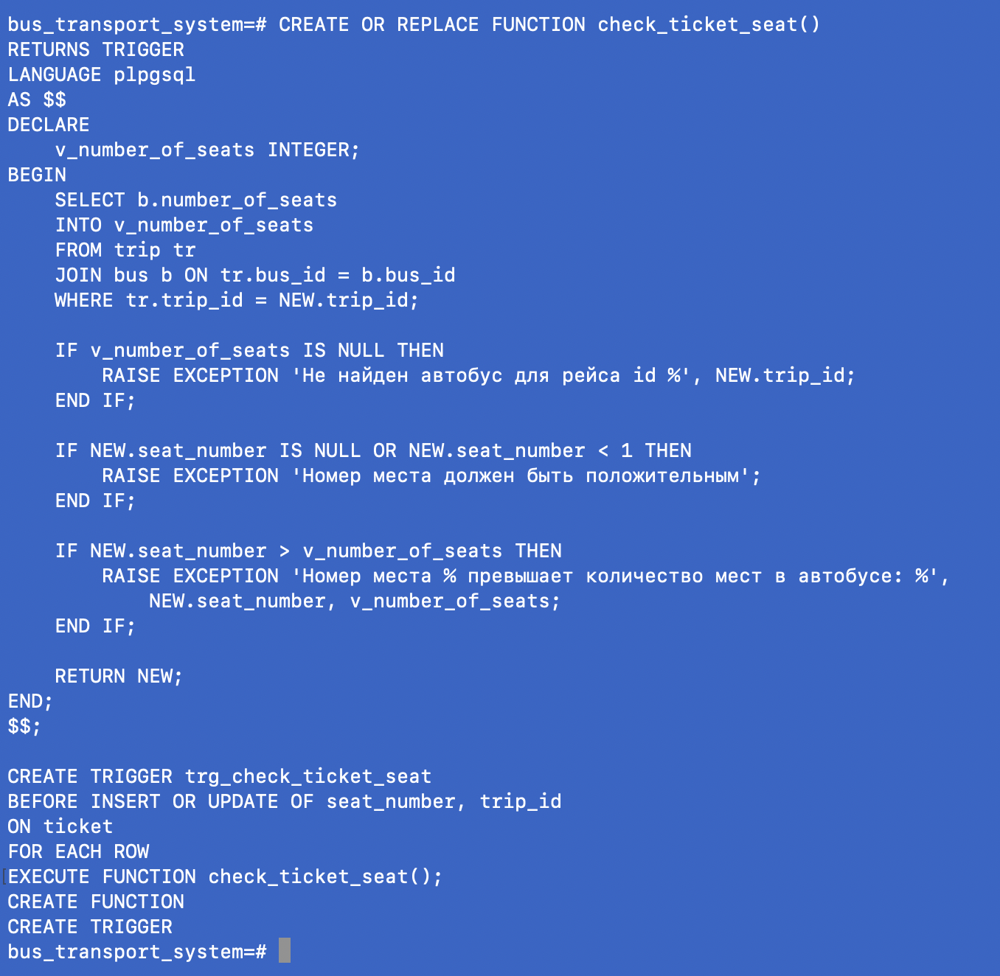 bus_transport_system=# CREATE OR REPLACE FUNCTION check_ticket_seat()
RETURNS TRIGGER
LANGUAGE plpgsql
AS $$
DECLARE
    v_number_of_seats INTEGER;
BEGIN
    SELECT b.number_of_seats
    INTO v_number_of_seats
    FROM trip tr
    JOIN bus b ON tr.bus_id = b.bus_id
    WHERE tr.trip_id = NEW.trip_id;

    IF v_number_of_seats IS NULL THEN
        RAISE EXCEPTION 'Не найден автобус для рейса id %', NEW.trip_id;
    END IF;

    IF NEW.seat_number IS NULL OR NEW.seat_number < 1 THEN
        RAISE EXCEPTION 'Номер места должен быть положительным';
    END IF;

    IF NEW.seat_number > v_number_of_seats THEN
        RAISE EXCEPTION 'Номер места % превышает количество мест в автобусе: %',
            NEW.seat_number, v_number_of_seats;
    END IF;

    RETURN NEW;
END;
$$;

CREATE TRIGGER trg_check_ticket_seat
BEFORE INSERT OR UPDATE OF seat_number, trip_id
ON ticket
FOR EACH ROW
EXECUTE FUNCTION check_ticket_seat();
CREATE FUNCTION
CREATE TRIGGER
bus_transport_system=#